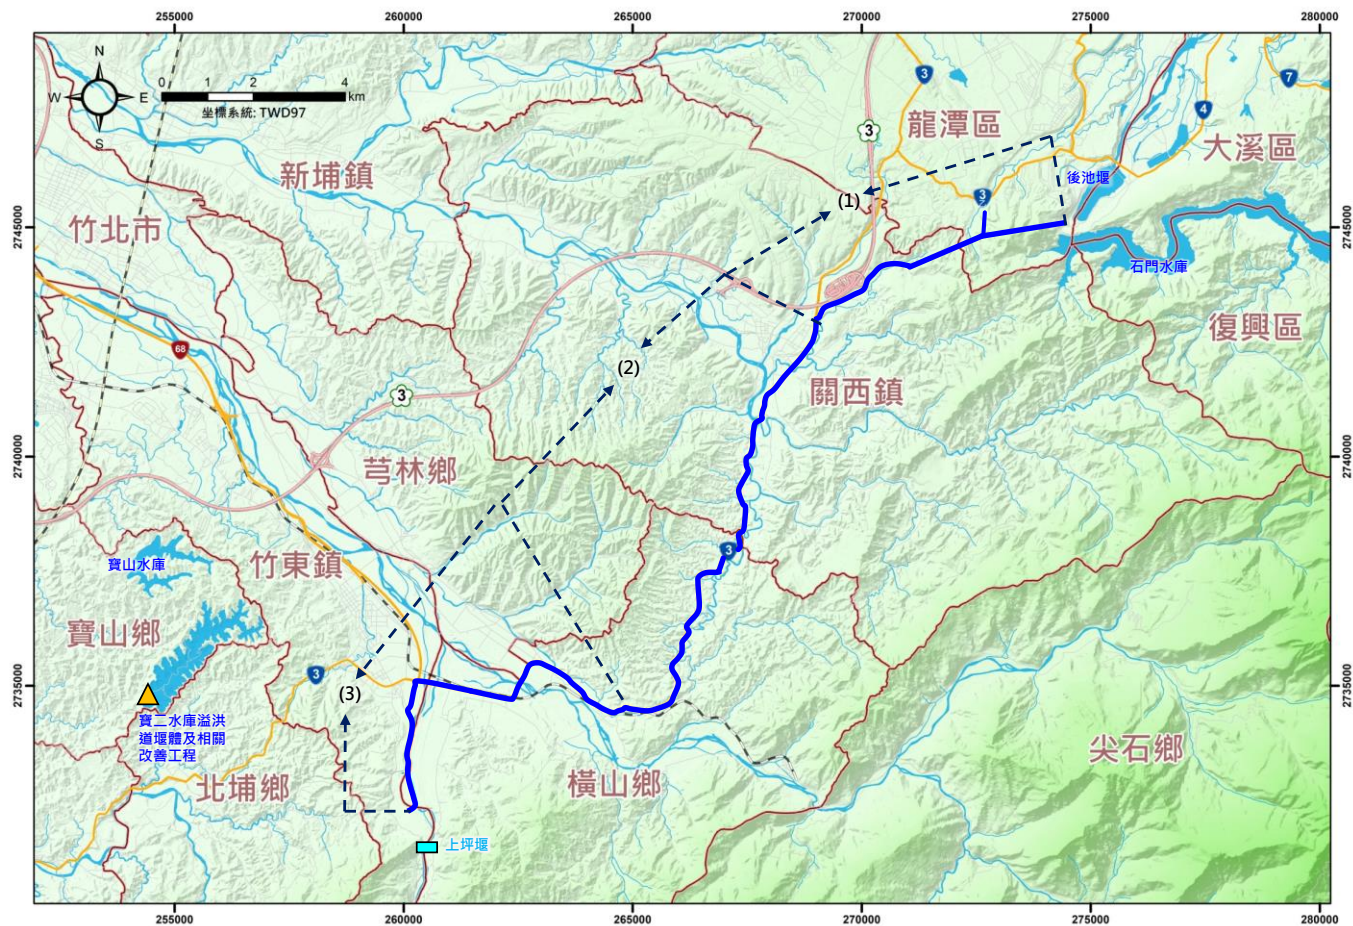 255000
260000
265000
270000
275000
280000
N
W
E
S
0
1
2
4
km
坐標系統: TWD97
3
7
4
3
龍潭區
大溪區
新埔鎮
後池堰
3
(1)
竹北市
2745000
2745000
石門水庫
復興區
68
(2)
關西鎮
3
2740000
2740000
芎林鄉
3
寶山水庫
竹東鎮
寶山鄉
3
2735000
2735000
(3)
寶二水庫溢洪
道堰體及相關
改善工程
北埔鄉
橫山鄉
尖石鄉
上坪堰
255000
260000
265000
270000
275000
280000